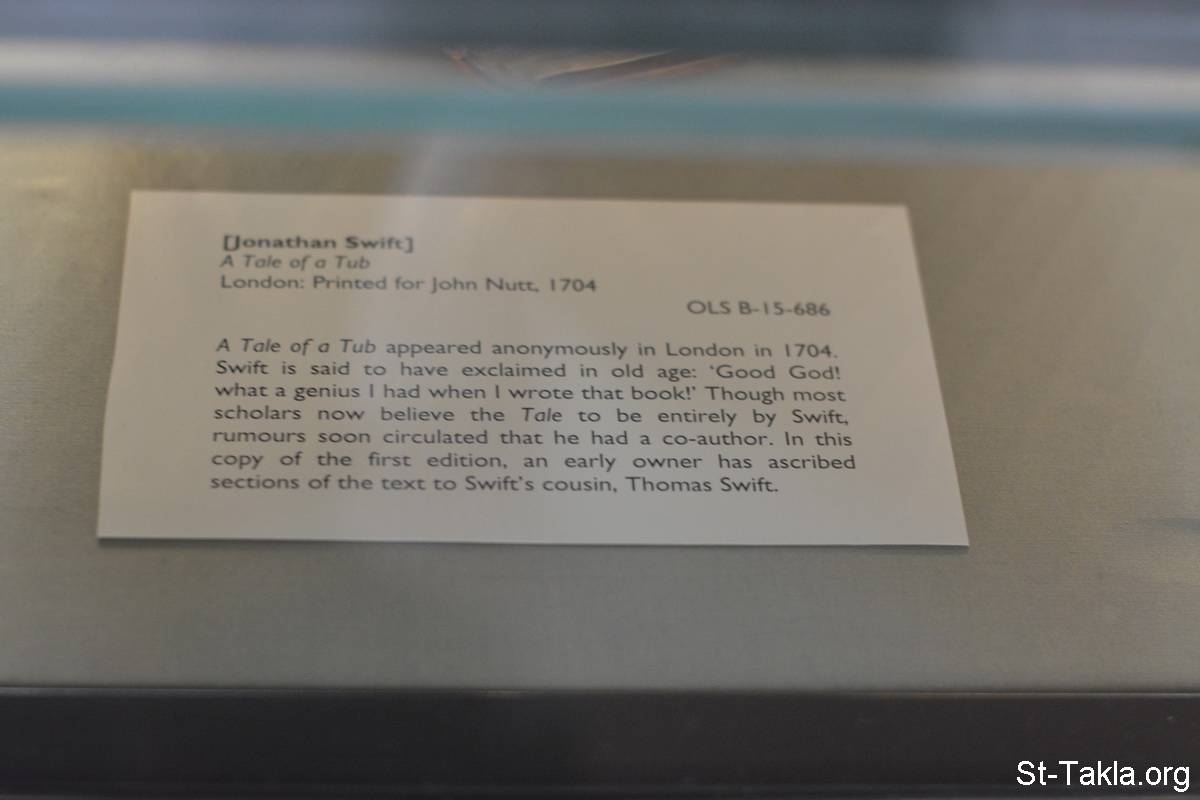 [Jonathan Swift]
A Tale of a Tub
London: Printed for John Nutt, 1704
OLS B-15-686
A Tale of a Tub appeared anonymously in London in 1704.
Swift is said to have exclaimed in old age: ‘Good God!
what a genius I had when I wrote that book!’ Though most
scholars now believe the Tale to be entirely by Swift,
rumours soon circulated that he had a co-author. In this
copy of the first edition, an early owner has ascribed
sections of the text to Swift’s cousin, Thomas Swift.
St-Takla.org